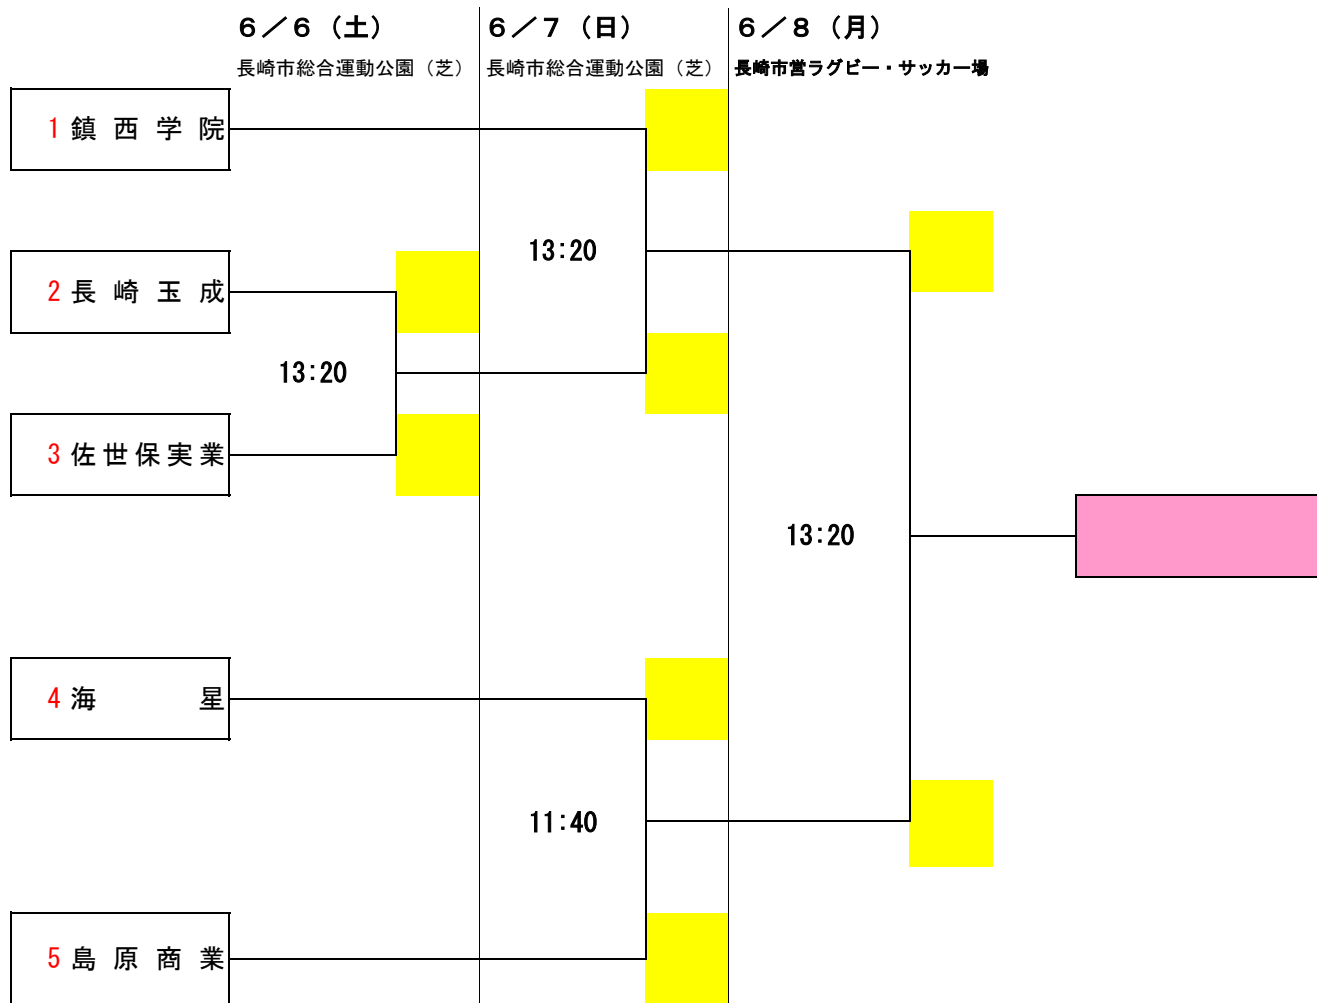 ６／６（土）
６／７（日）
６／８（月）
長崎市総合運動公園（芝）
長崎市総合運動公園（芝）
長崎市営ラグビー・サッカー場
1 鎮西学院
13:20
2 長崎玉成
13:20
3 佐世保実業
13:20
4 海星
11:40
5 島原商業